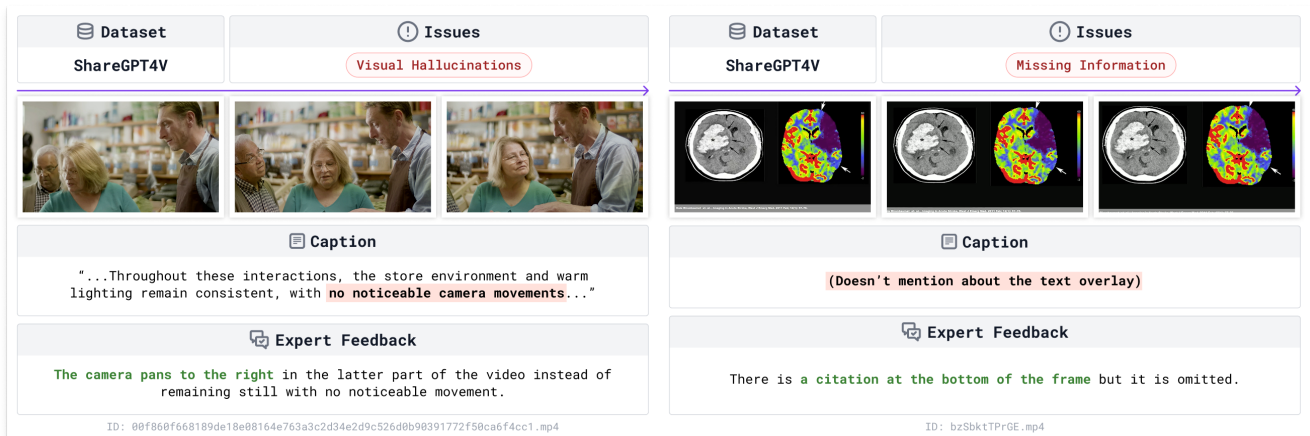 Dataset
Issues
ShareGPT4V
Visual Hallucinations
Caption
“...Throughout these interactions, the store environment and warm
lighting remain consistent, with no noticeable camera movements...”
Expert Feedback
The camera pans to the right in the latter part of the video instead of
remaining still with no noticeable movement.
ID: 00f860f668189de18e08164e763a3c2d34e2d9c526d0b90391772f50ca6f4cc1.mp4
Dataset
Issues
ShareGPT4V
Missing Information
Caption
(Doesn’t mention about the text overlay)
Expert Feedback
There is a citation at the bottom of the frame but it is omitted.
ID: bzSbktTPrGE.mp4